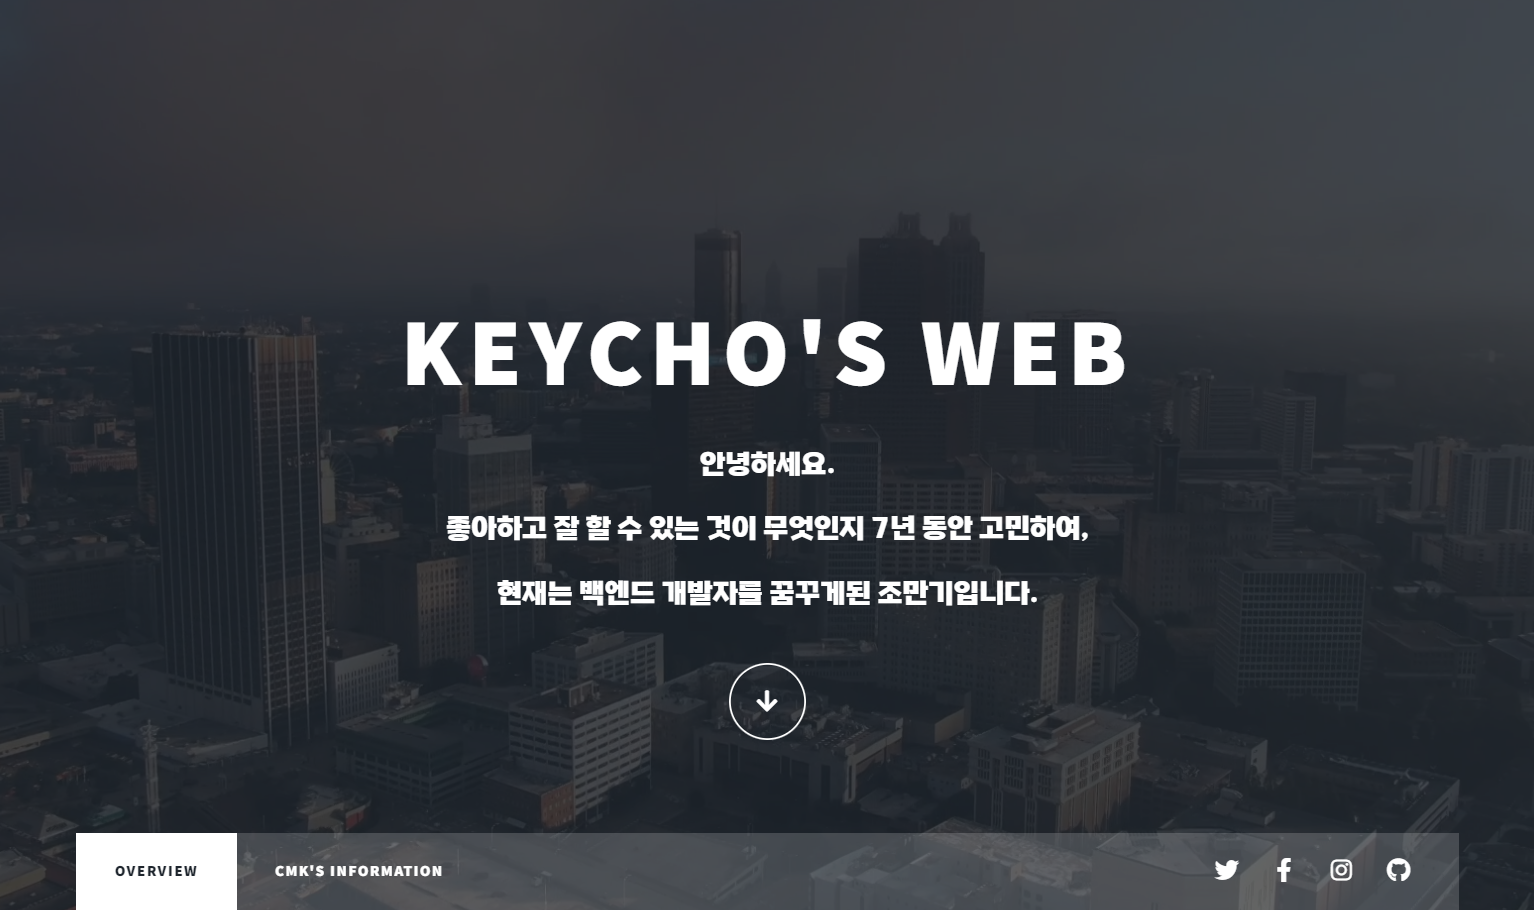 KEYCHO'S WEB
안녕하세요.
좋아하고 잘 할 수 있는 것이 무엇인지 7년 동안 고민하여,
현재는 백엔드 개발자를 꿈꾸게된 조만기입니다.
OVERVIEW
CMK'S INFORMATION